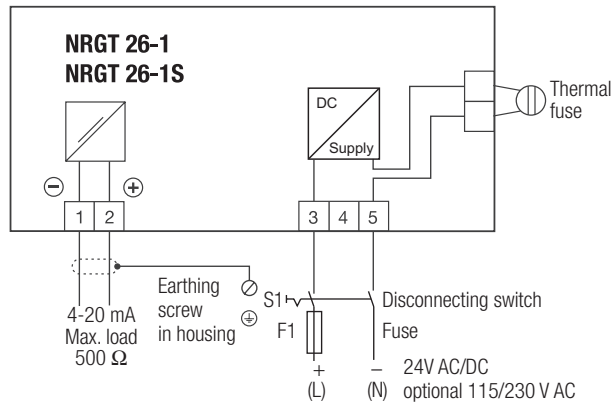 NRGT 26-1
NRGT 26-1S
DC
Supply
Thermal
fuse
− +
1 2 3 4 5
4-20 mA
Max. load
500 Ω
Earthing
screw
in housing
S1
Disconnecting switch
F1
Fuse
+ −
(L) (N)
24V AC/DC
optional 115/230 V AC